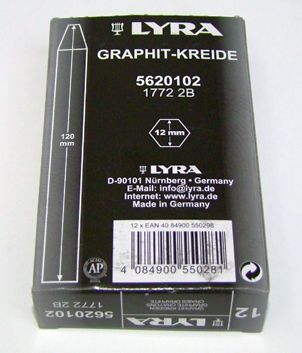 LYRA
GRAPHIT-KREIDE
5620102
1772 2B
120 mm
12 mm
LYRA
D-90101 Nürnberg • Germany
E-Mail: info@lyra.de
Internet: www.lyra.de
Made in Germany
12 x EAN 40 84900 550298
4 084900 550281
AP
LYRA
5620102
1772 2B
GRAPHIT-KREIDEN
12